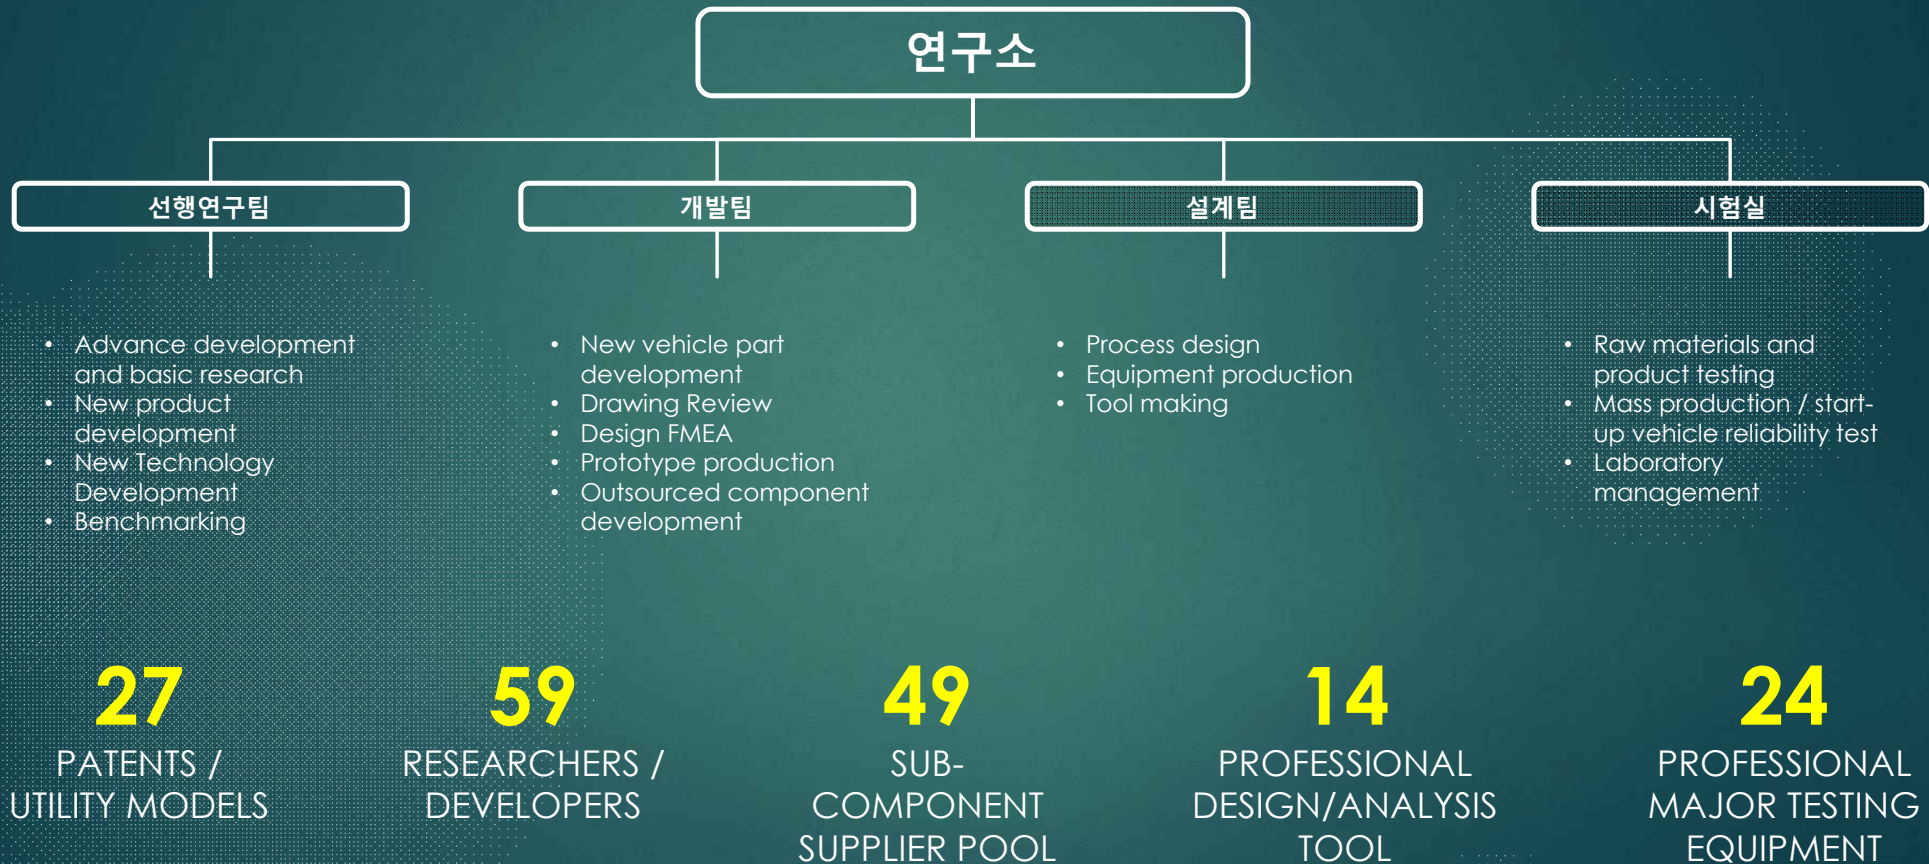 연구소
선행연구팀
개발팀
설계팀
시험실
• Advance development
and basic research
• New product
development
• New Technology
Development
• Benchmarking
• New vehicle part
development
• Drawing Review
• Design FMEA
• Prototype production
• Outsourced component
development
• Process design
• Equipment production
• Tool making
• Raw materials and
product testing
• Mass production / start-
up vehicle reliability test
• Laboratory
management
27
PATENTS /
UTILITY MODELS
59
RESEARCHERS /
DEVELOPERS
49
SUB-
COMPONENT
SUPPLIER POOL
14
PROFESSIONAL
DESIGN/ANALYSIS
TOOL
24
PROFESSIONAL
MAJOR TESTING
EQUIPMENT